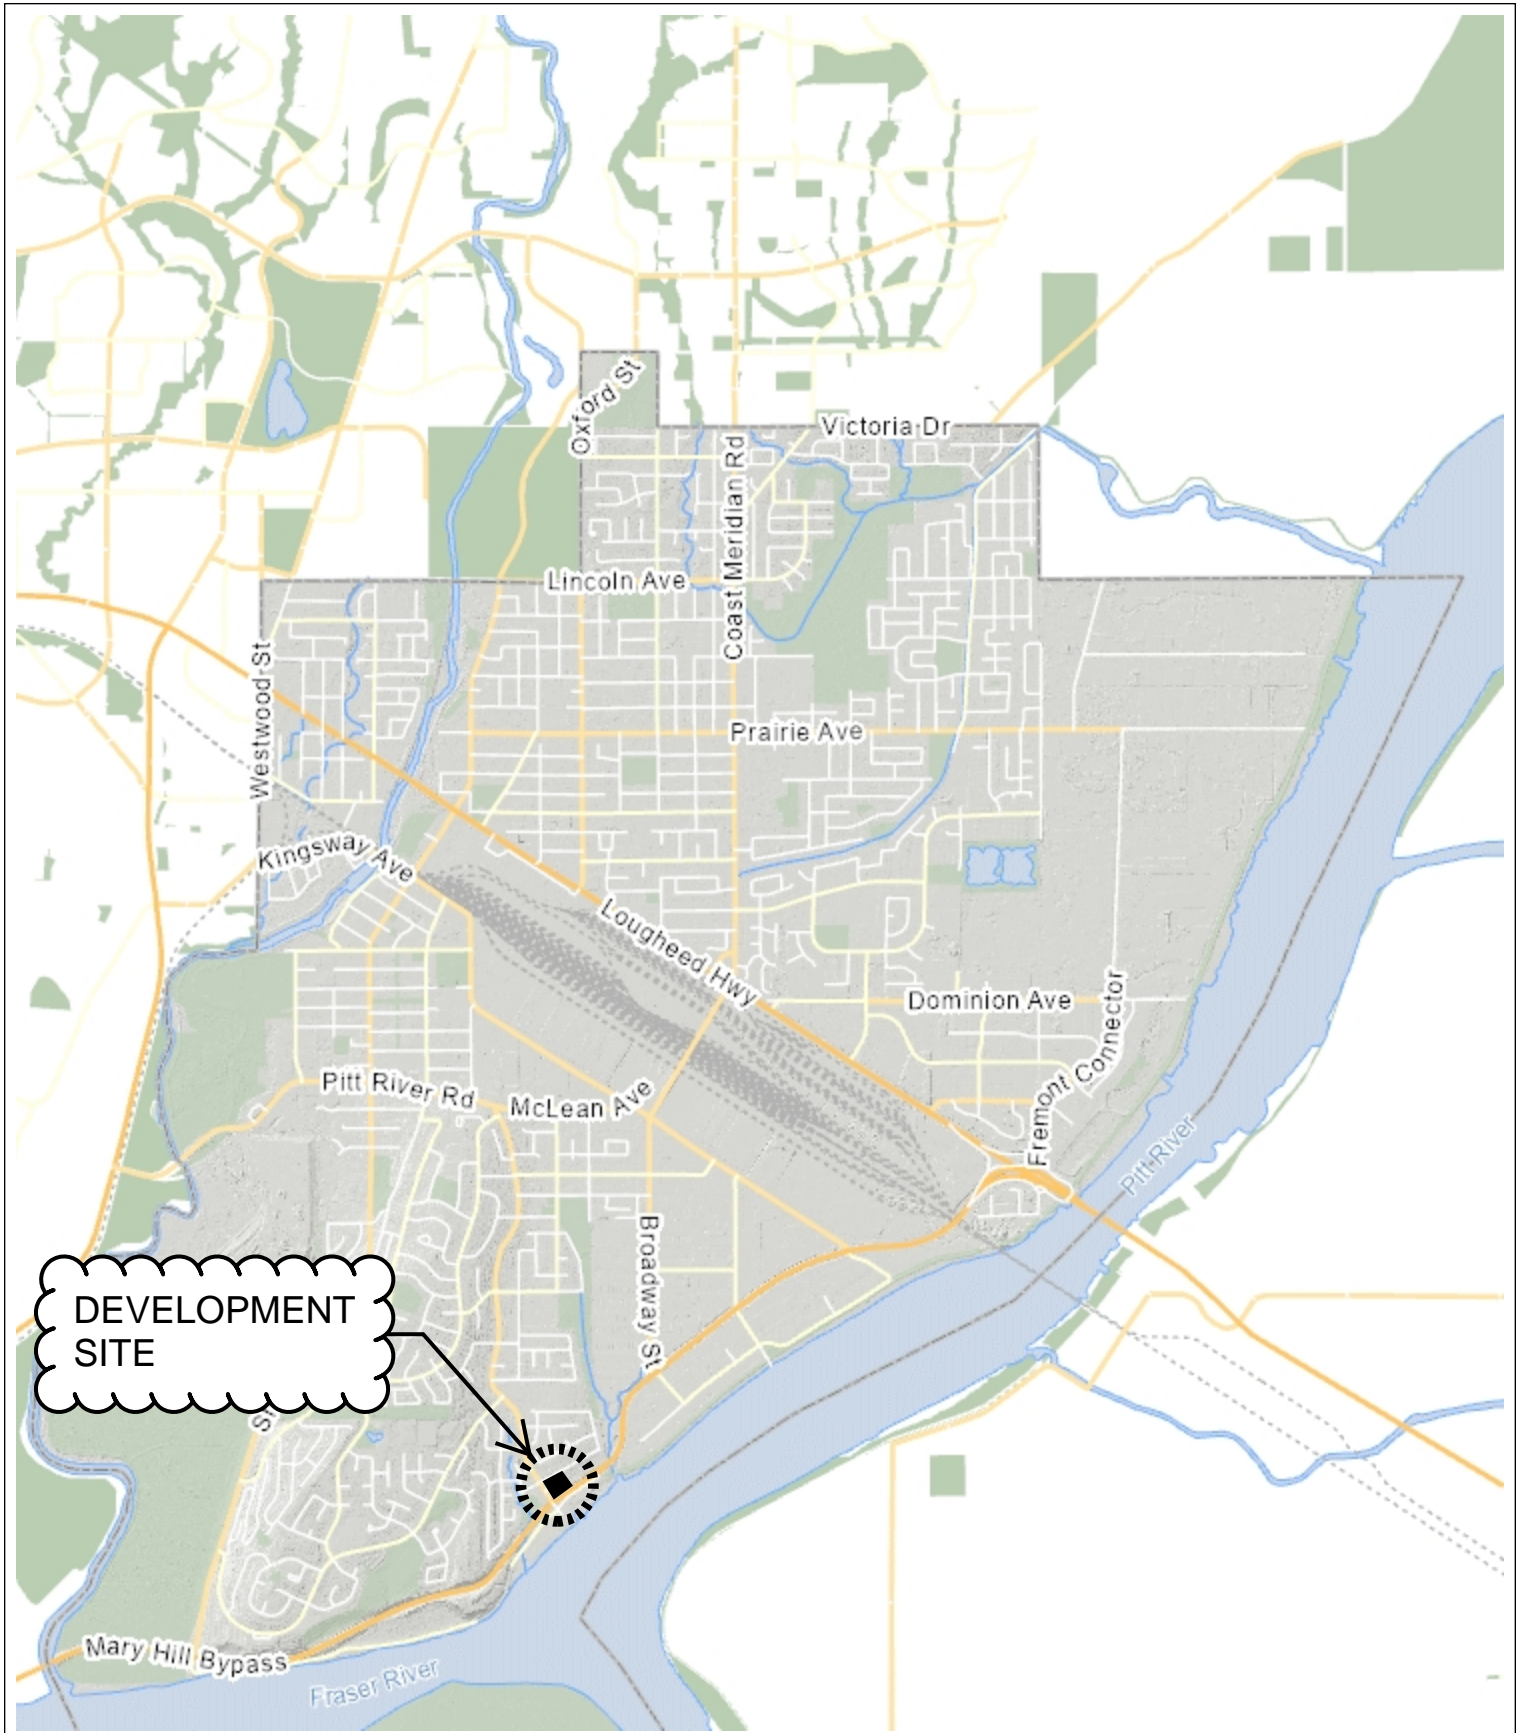 Oxford St
Victoria Dr
Coast Meridian Rd
Lincoln Ave
Westwood St
Prairie Ave
Kingsway Ave
Lougheed Hwy
Dominion Ave
Fremont Connector
Pitt River Rd
McLean Ave
Pitt River
Broadway St
DEVELOPMENT
SITE
Mary Hill Bypass
Fraser River